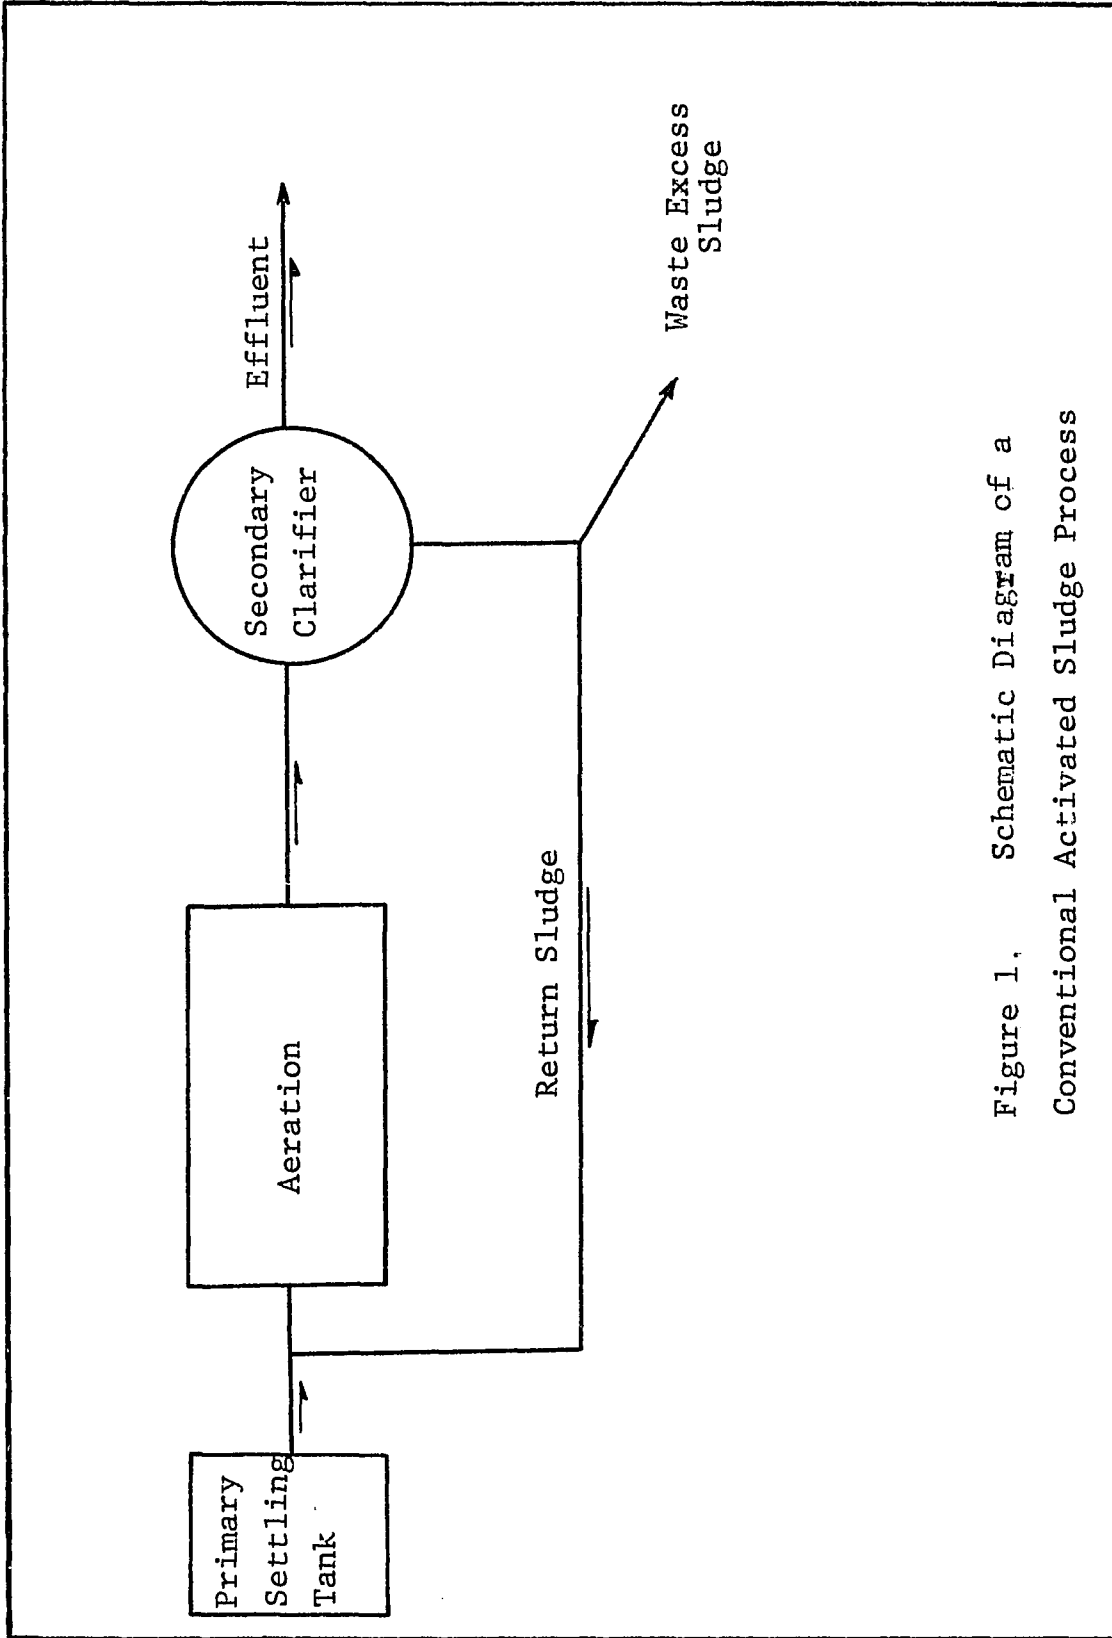 Primary
Settling
Tank
Aeration
Secondary
Clarifier
Effluent
Return Sludge
Waste Excess
Sludge
Figure 1. Schematic Diagram of a
Conventional Activated Sludge Process